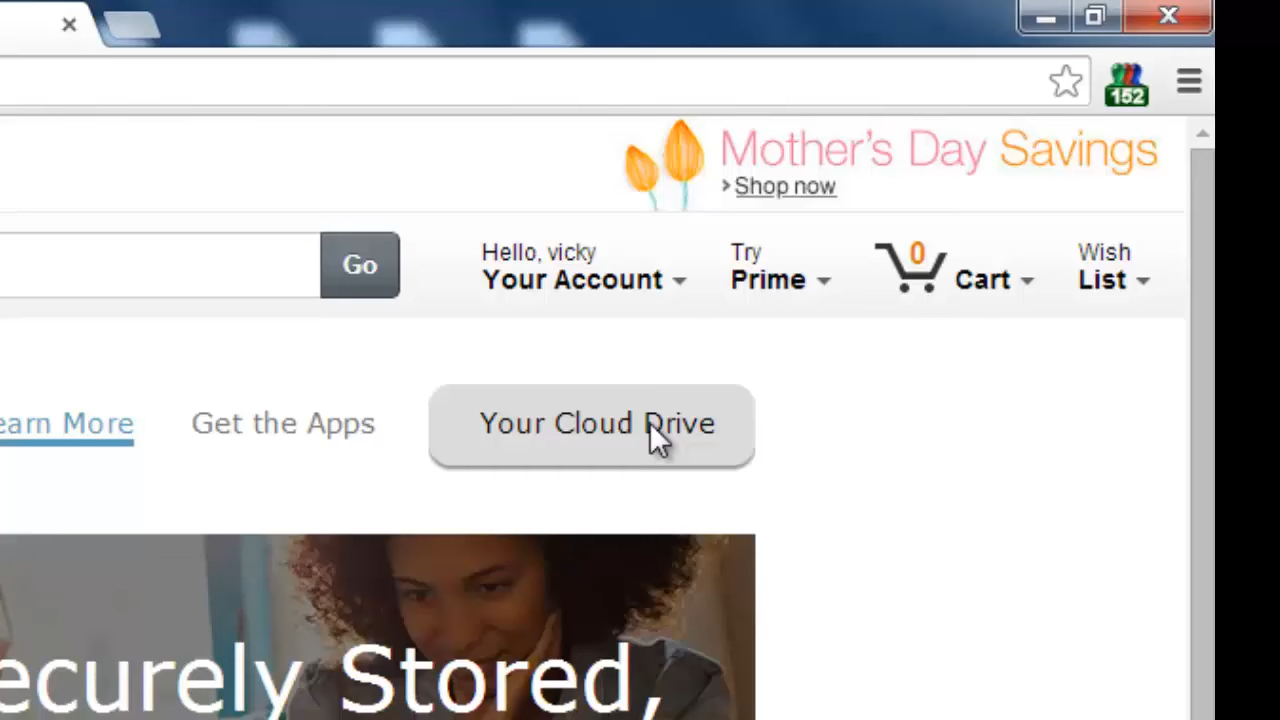 152
Mother's Day Savings
Shop now
Go
Hello, vicky
Your Account
Try
Prime
0
Cart
Wish
List
earn More
Get the Apps
Your Cloud Drive
ecurely Stored,